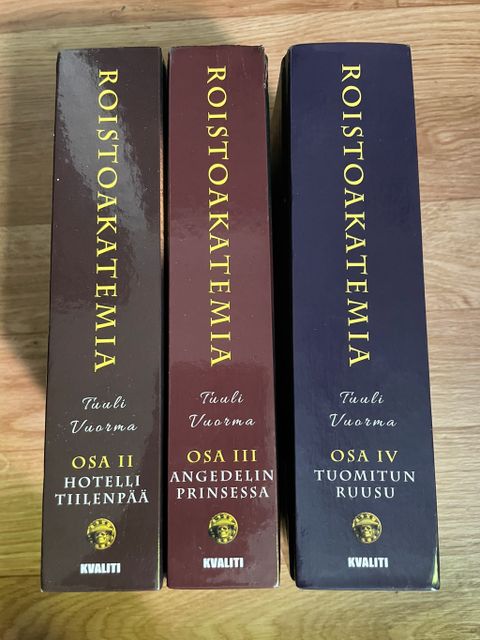 ROISTOAKATEMIA
Tuuli
Vuorma
OSA II
HOTELLI
TIILENPÄÄ
KVALITI
ROISTOAKATEMIA
Tuuli
Vuorma
OSA III
ANGEDELIN
PRINSESSA
KVALITI
ROISTOAKATEMIA
Tuuli
Vuorma
OSA IV
TUOMITUN
RUUSU
KVALITI